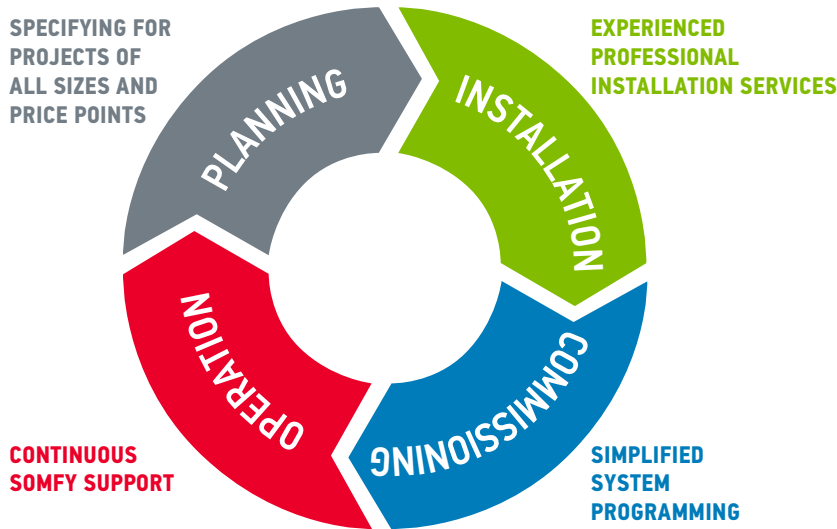 SPECIFYING FOR
PROJECTS OF
ALL SIZES AND
PRICE POINTS
PLANNING
INSTALLATION
EXPERIENCED
PROFESSIONAL
INSTALLATION SERVICES
OPERATION
COMMISSIONING
CONTINUOUS
SOMFY SUPPORT
SIMPLIFIED
SYSTEM
PROGRAMMING